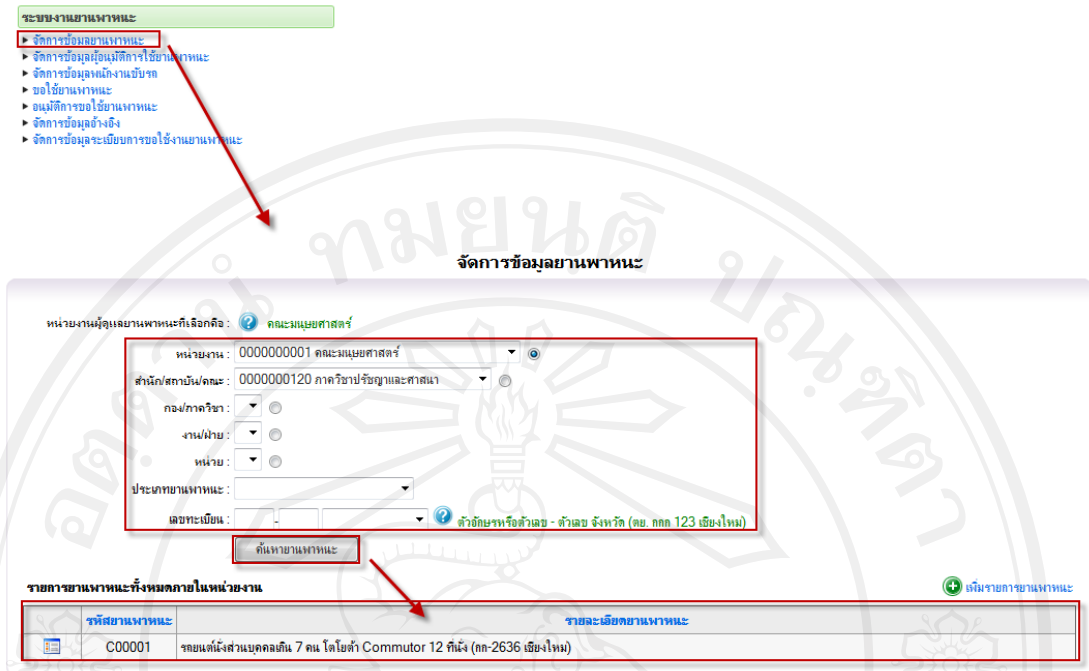 ระบบงานยานพาหนะ
จัดการข้อมูลยานพาหนะ
จัดการข้อมูลผู้อนุมัติการใช้ยานพาหนะ
จัดการข้อมูลพนักงานขับรถ
ขอใช้ยานพาหนะ
อนุมัติการขอใช้ยานพาหนะ
จัดการข้อมูลอ้างอิง
จัดการข้อมูลระเบียบการขอใช้งานยานพาหนะ
จัดการข้อมูลยานพาหนะ
หน่วยงานผู้ดูแลยานพาหนะที่เลือกคือ : คณะมนุษยศาสตร์
หน่วยงาน : 0000000001 คณะมนุษยศาสตร์
สำนัก/สถาบัน/คณะ : 0000000120 ภาควิชาปรัชญาและศาสนา
กอง/ภาควิชา :
งาน/ฝ่าย :
หน่วย :
ประเภทยานพาหนะ :
เลขทะเบียน : - ตัวอักษรหรือตัวเลข - ตัวเลข จังหวัด (ตย. กกก 123 เชียงใหม่)
ค้นหายานพาหนะ
รายการยานพาหนะทั้งหมดภายในหน่วยงาน เพิ่มรายการยานพาหนะ
รหัสยานพาหนะ รายละเอียดยานพาหนะ
C00001 รถยนต์นั่งส่วนบุคคลเกิน 7 คน โตโยต้า Commutor 12 ที่นั่ง (กก-2636 เชียงใหม่)